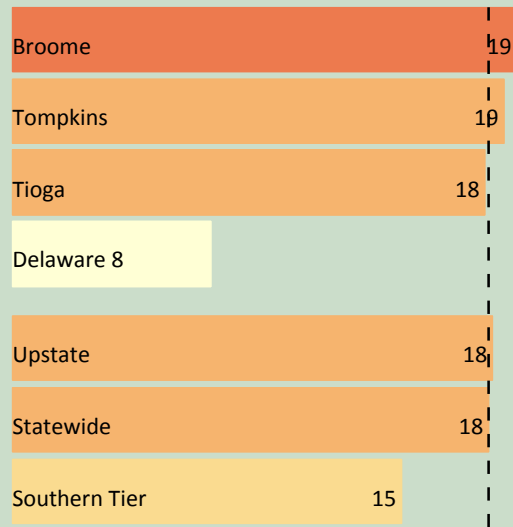 Broome 19
Tompkins 19
Tioga 18
Delaware 8
Upstate 18
Statewide 18
Southern Tier 15